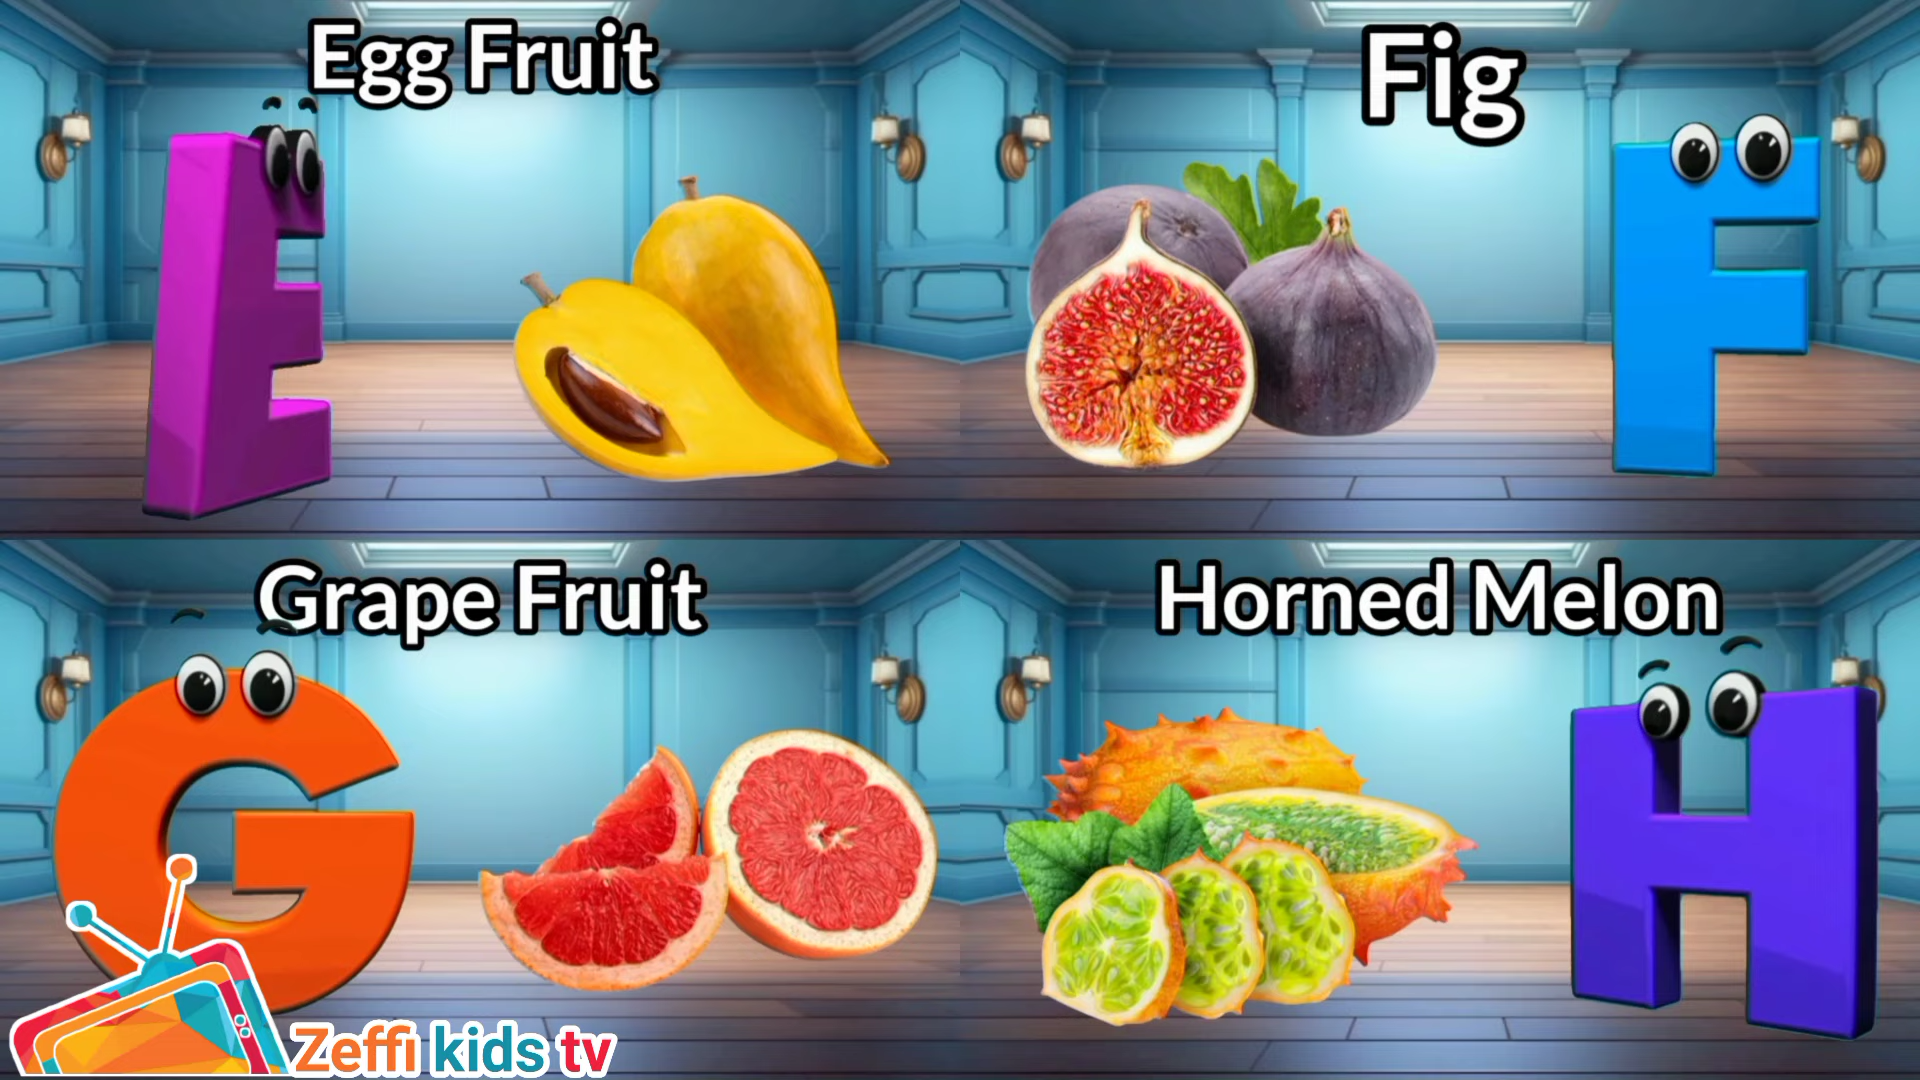 Egg Fruit
E
Fig
F
Grape Fruit
G
Horned Melon
H
Zeffi kids tv